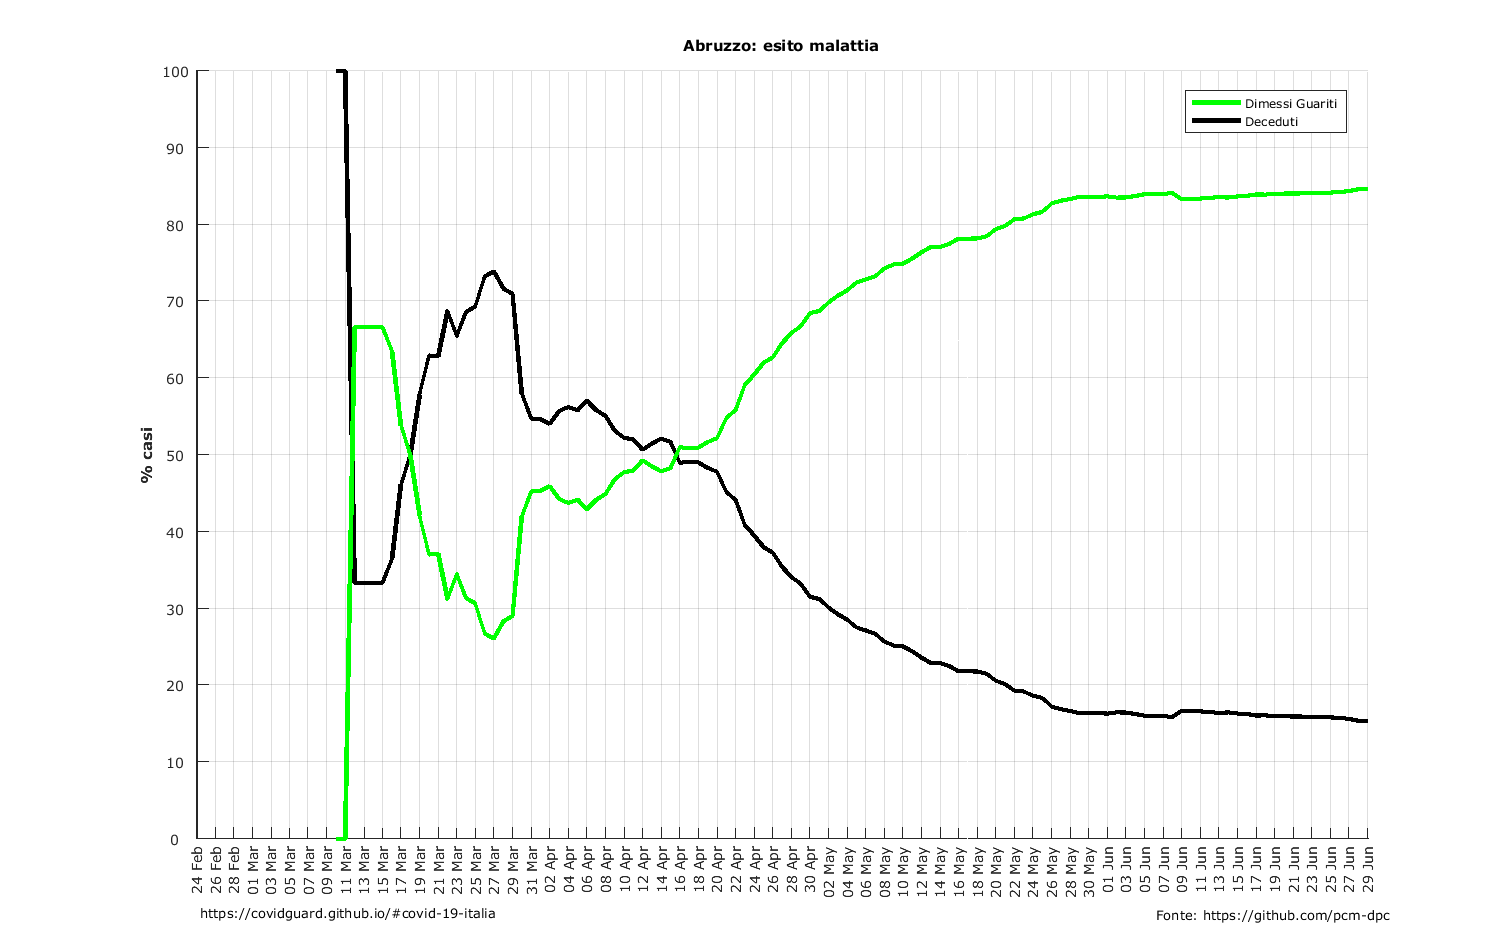 Abruzzo: esito malattia
Dimessi Guariti
Deceduti
% casi
100
90
80
70
60
50
40
30
20
10
0
24 Feb
26 Feb
28 Feb
01 Mar
03 Mar
05 Mar
07 Mar
09 Mar
11 Mar
13 Mar
15 Mar
17 Mar
19 Mar
21 Mar
23 Mar
25 Mar
27 Mar
29 Mar
31 Mar
02 Apr
04 Apr
06 Apr
08 Apr
10 Apr
12 Apr
14 Apr
16 Apr
18 Apr
20 Apr
22 Apr
24 Apr
26 Apr
28 Apr
30 Apr
02 May
04 May
06 May
08 May
10 May
12 May
14 May
16 May
18 May
20 May
22 May
24 May
26 May
28 May
30 May
01 Jun
03 Jun
05 Jun
07 Jun
09 Jun
11 Jun
13 Jun
15 Jun
17 Jun
19 Jun
21 Jun
23 Jun
25 Jun
27 Jun
29 Jun
https://covidguard.github.io/#covid-19-italia
Fonte: https://github.com/pcm-dpc